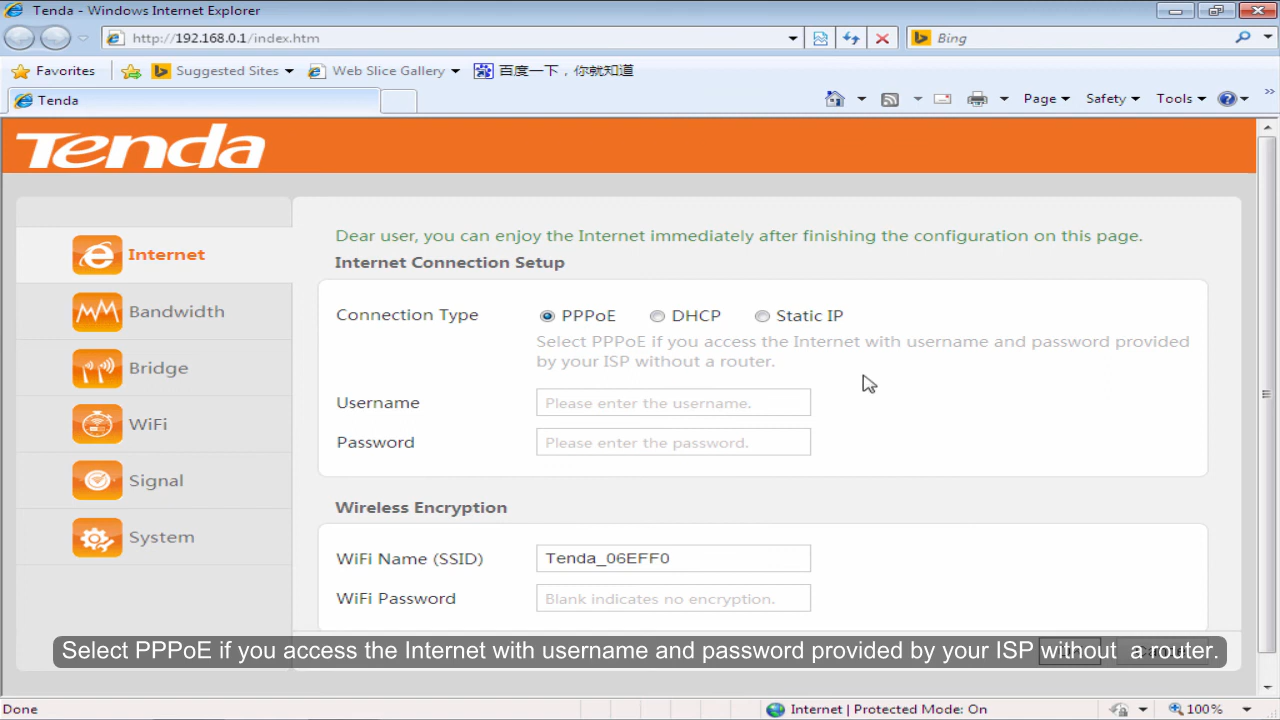 Tenda - Windows Internet Explorer
http://192.168.0.1/index.htm
Bing
Favorites
Suggested Sites
Web Slice Gallery
百度一下，你就知道
Tenda
Page
Safety
Tools
Tenda
Internet
Bandwidth
Bridge
WiFi
Signal
System
Dear user, you can enjoy the Internet immediately after finishing the configuration on this page.
Internet Connection Setup
Connection Type
PPPoE
DHCP
Static IP
Select PPPoE if you access the Internet with username and password provided
by your ISP without a router.
Username
Please enter the username.
Password
Please enter the password.
Wireless Encryption
WiFi Name (SSID)
Tenda_06EFF0
WiFi Password
Blank indicates no encryption.
Select PPPoE if you access the Internet with username and password provided by your ISP without a router.
Done
Internet | Protected Mode: On
100%